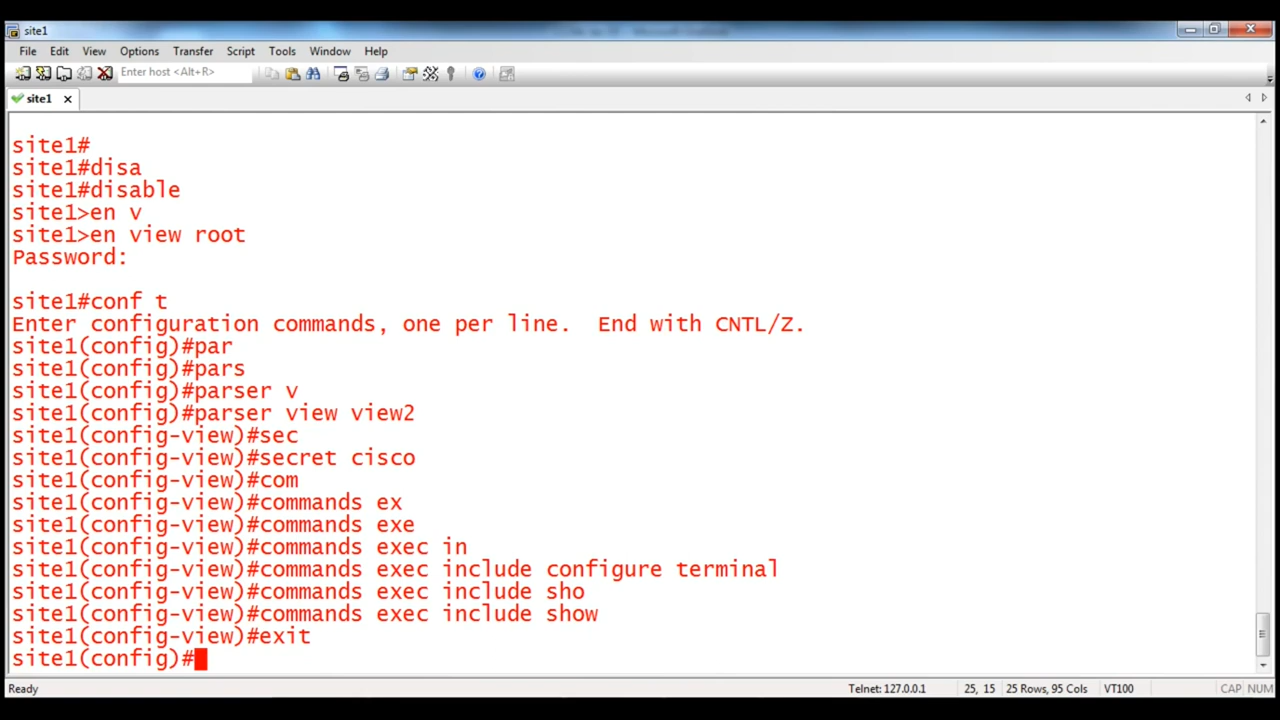 site1
File Edit View Options Transfer Script Tools Window Help
Enter host <Alt+R>
site1
site1#
site1#disa
site1#disable
site1>en v
site1>en view root
Password:
site1#conf t
Enter configuration commands, one per line.  End with CNTL/Z.
site1(config)#par
site1(config)#pars
site1(config)#parser v
site1(config)#parser view view2
site1(config-view)#sec
site1(config-view)#secret cisco
site1(config-view)#com
site1(config-view)#commands ex
site1(config-view)#commands exe
site1(config-view)#commands exec in
site1(config-view)#commands exec include configure terminal
site1(config-view)#commands exec include sho
site1(config-view)#commands exec include show
site1(config-view)#exit
site1(config)#
Ready Telnet: 127.0.0.1 25, 15 25 Rows, 95 Cols VT100 CAP NUM